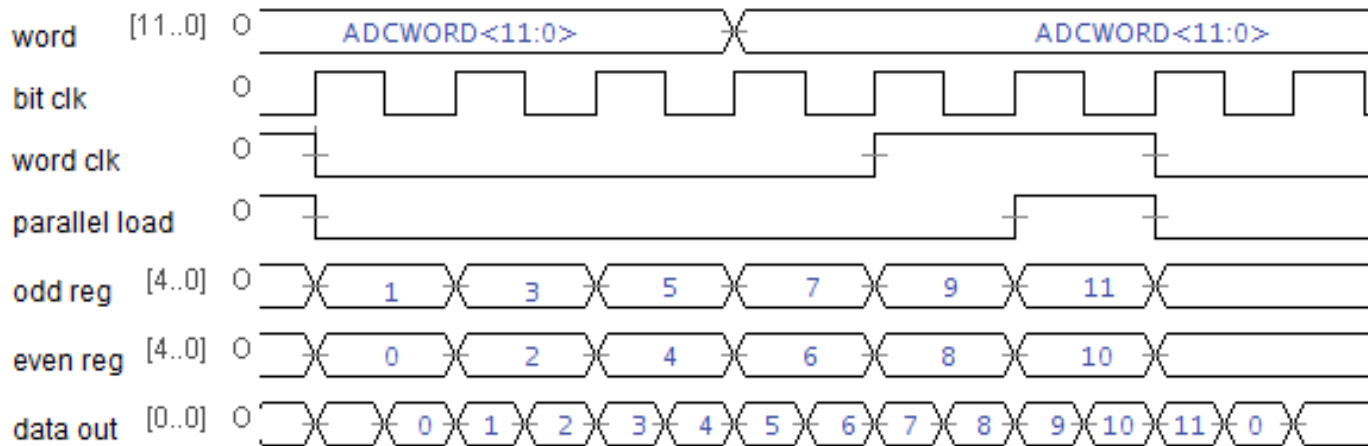 word [11..0] O ADCWORD<11:0> ADCWORD<11:0>
bit clk O
word clk O
parallel load O
odd reg [4..0] O 1 3 5 7 9 11
even reg [4..0] O 0 2 4 6 8 10
data out [0..0] O 0 1 2 3 4 5 6 7 8 9 10 11 0